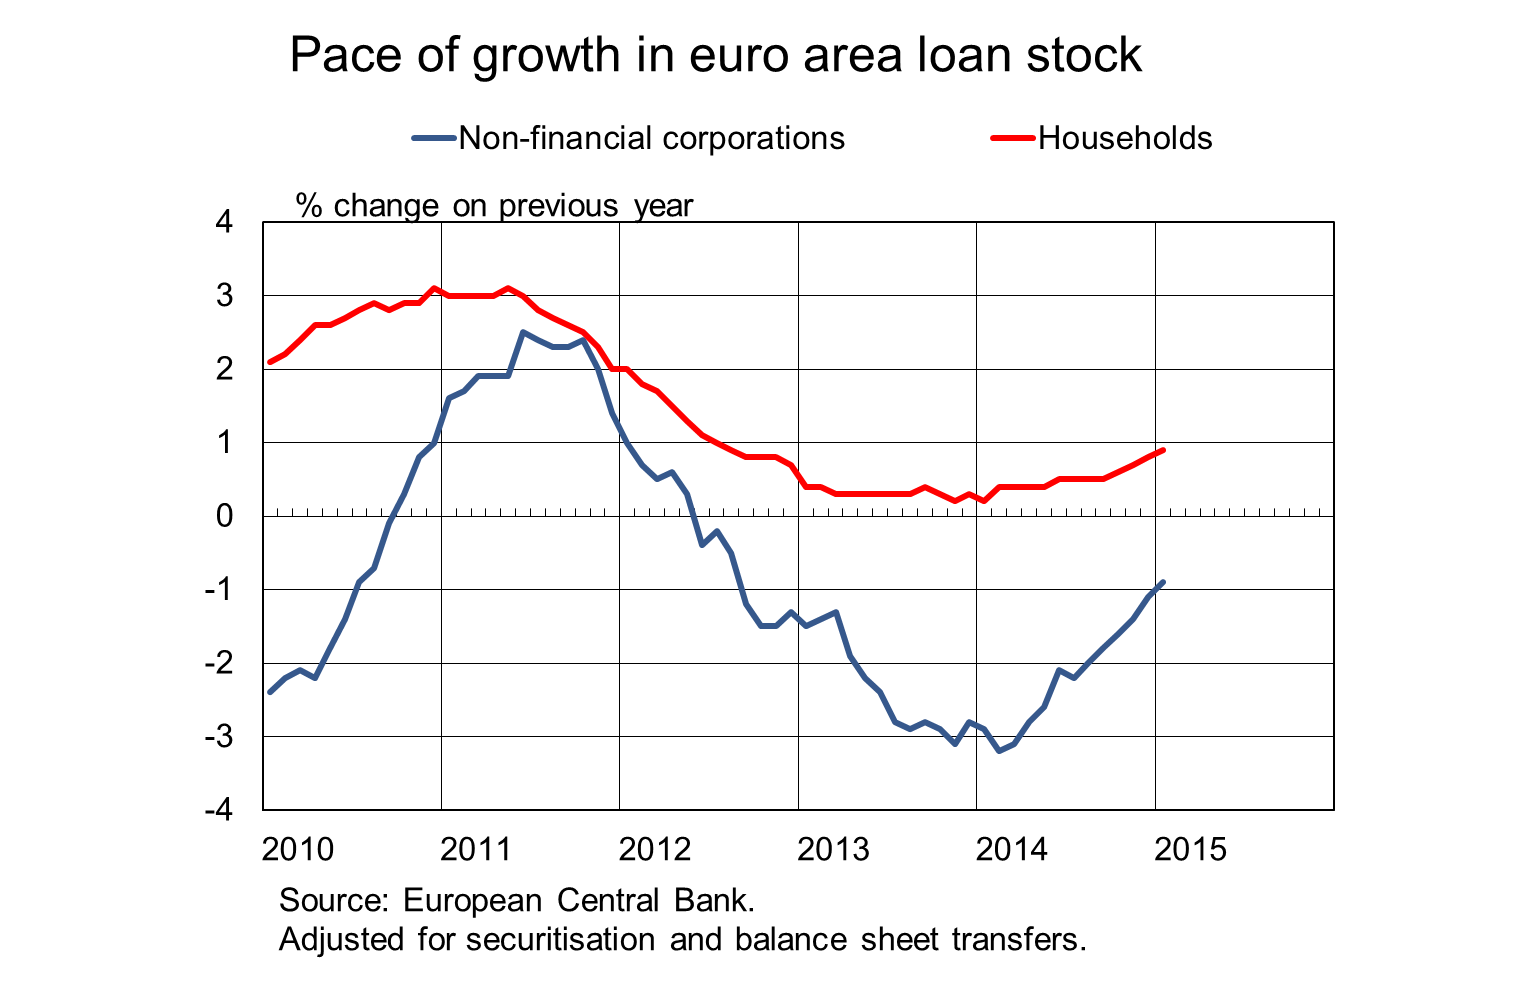 Pace of growth in euro area loan stock
Non-financial corporations Households
% change on previous year
4
3
2
1
0
-1
-2
-3
-4
2010 2011 2012 2013 2014 2015
Source: European Central Bank.
Adjusted for securitisation and balance sheet transfers.